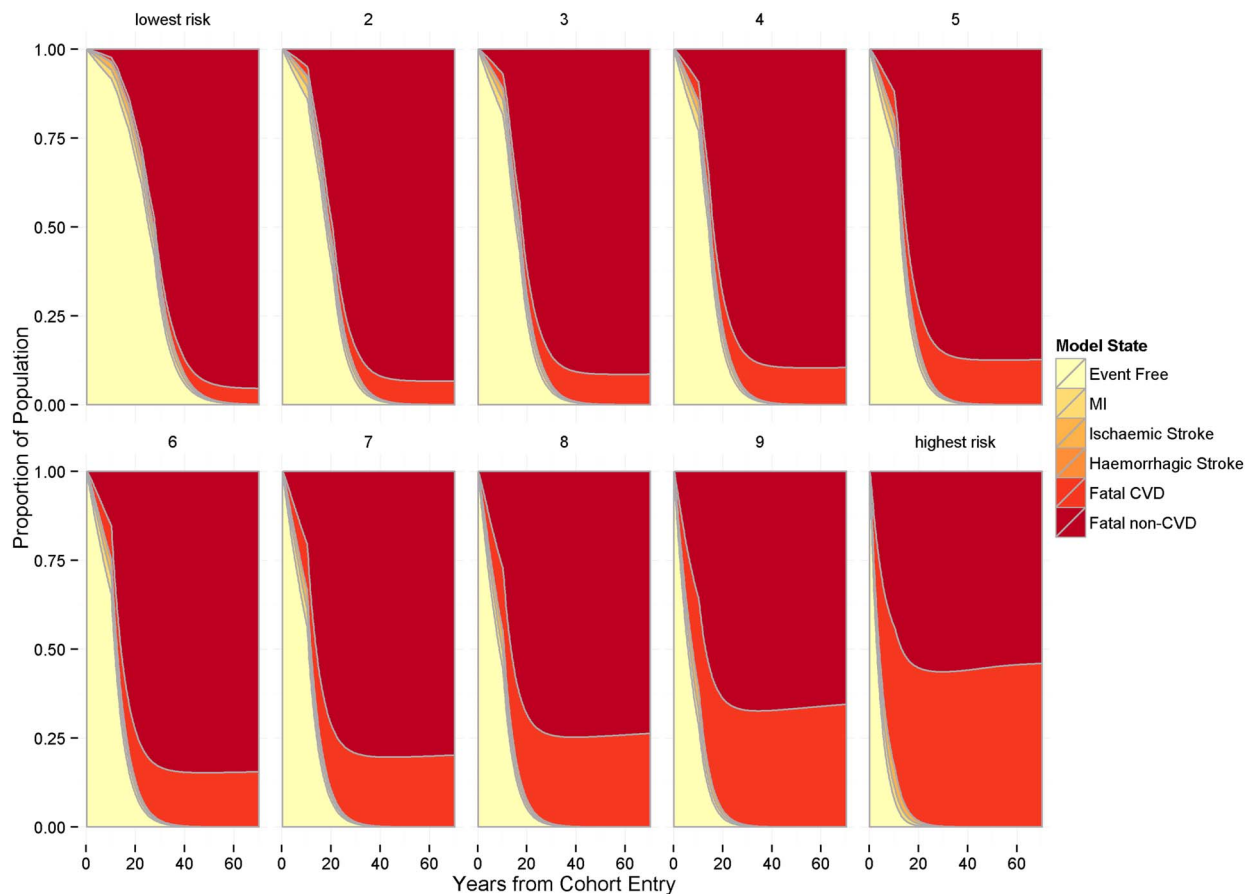 lowest risk 2 3 4 5
1.00
0.75
0.50
0.25
0.00
6 7 8 9 highest risk
1.00
0.75
0.50
0.25
0.00
0 20 40 60 0 20 40 60 0 20 40 60 0 20 40 60 0 20 40 60
Years from Cohort Entry
Proportion of Population
Model State
Event Free
MI
Ischaemic Stroke
Haemorrhagic Stroke
Fatal CVD
Fatal non-CVD